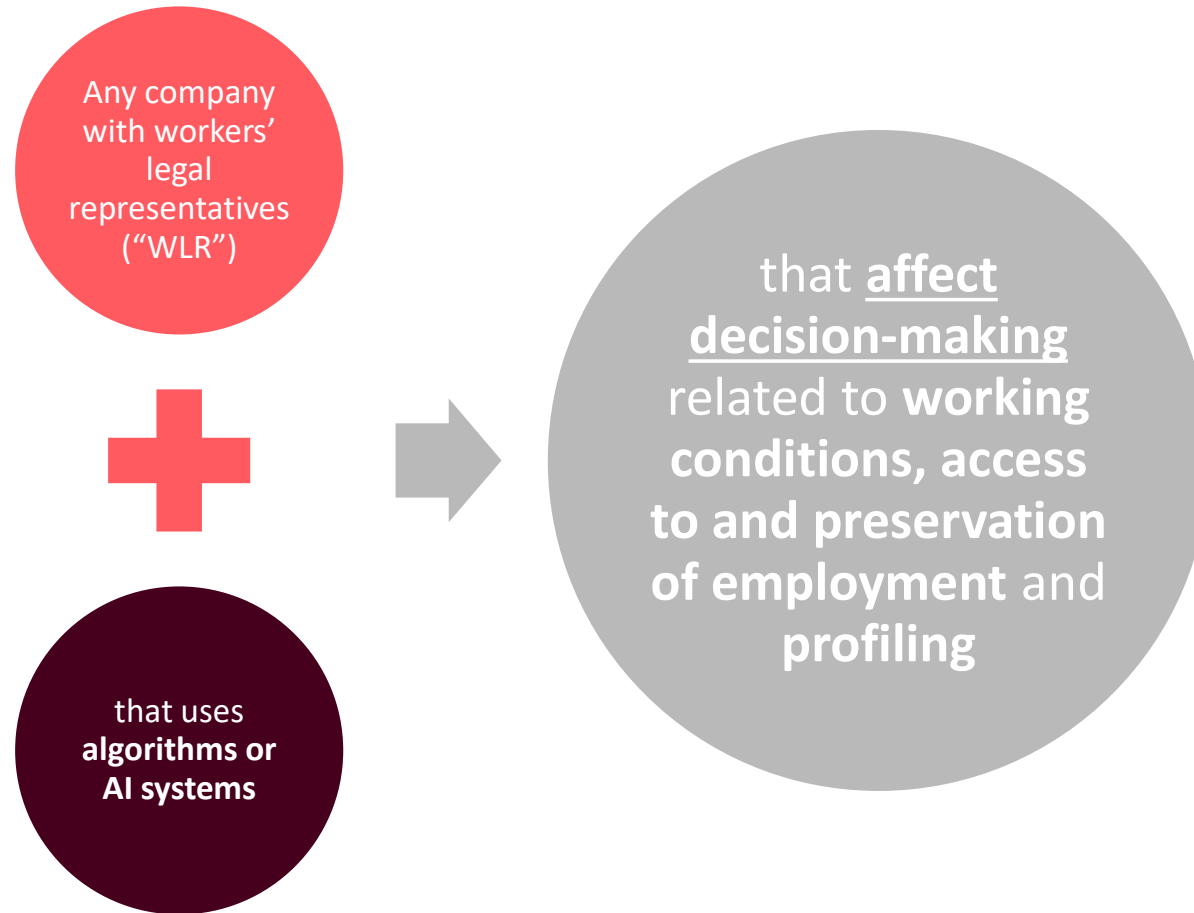 Any company
with workers’
legal
representatives
(“WLR”)
that uses
algorithms or
AI systems
that affect
decision-making
related to working
conditions, access
to and preservation
of employment and
profiling